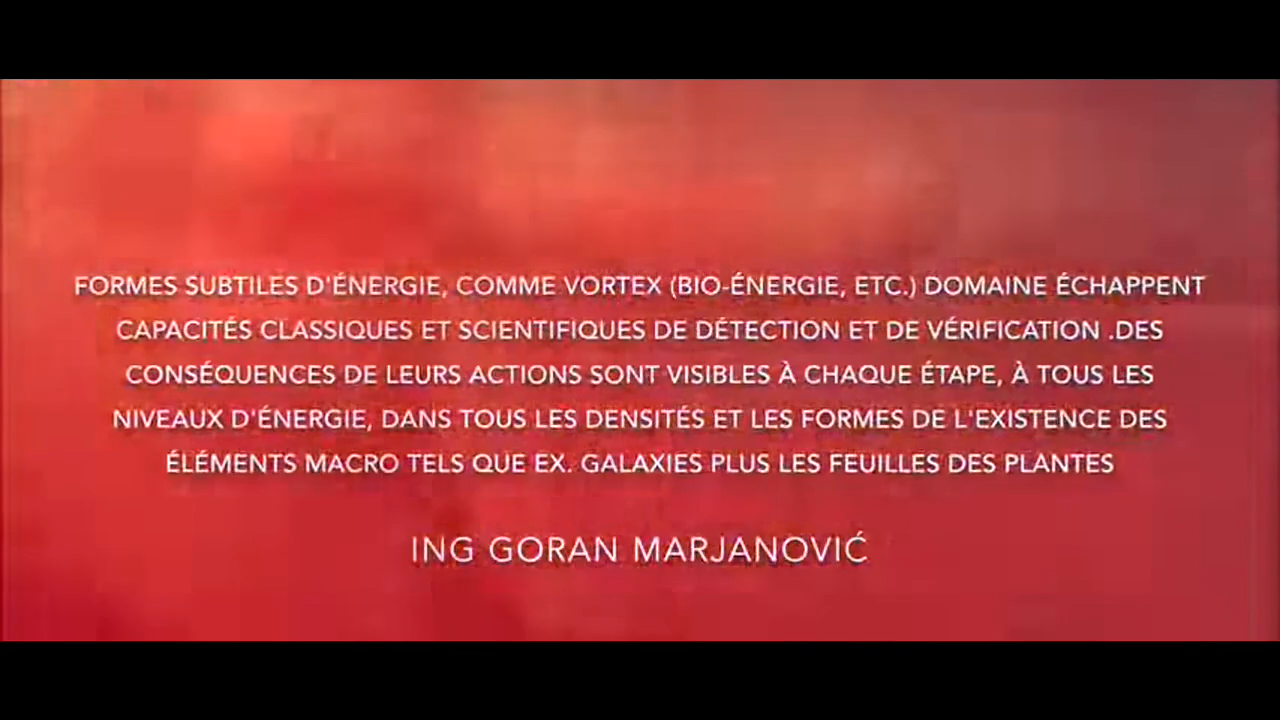 FORMES SUBTILES D'ÉNERGIE, COMME VORTEX (BIO-ÉNERGIE, ETC.) DOMAINE ÉCHAPPENT
CAPACITÉS CLASSIQUES ET SCIENTIFIQUES DE DÉTECTION ET DE VÉRIFICATION .DES
CONSÉQUENCES DE LEURS ACTIONS SONT VISIBLES À CHAQUE ÉTAPE, À TOUS LES
NIVEAUX D'ÉNERGIE, DANS TOUS LES DENSITÉS ET LES FORMES DE L'EXISTENCE DES
ÉLÉMENTS MACRO TELS QUE EX. GALAXIES PLUS LES FEUILLES DES PLANTES
ING GORAN MARJANOVIĆ